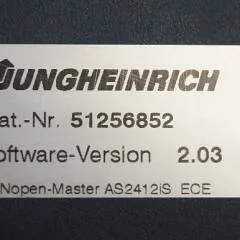 JUNGHEINRICH
at.-Nr. 51256852
oftware-Version 2.03
Nopen-Master AS2412iS ECE